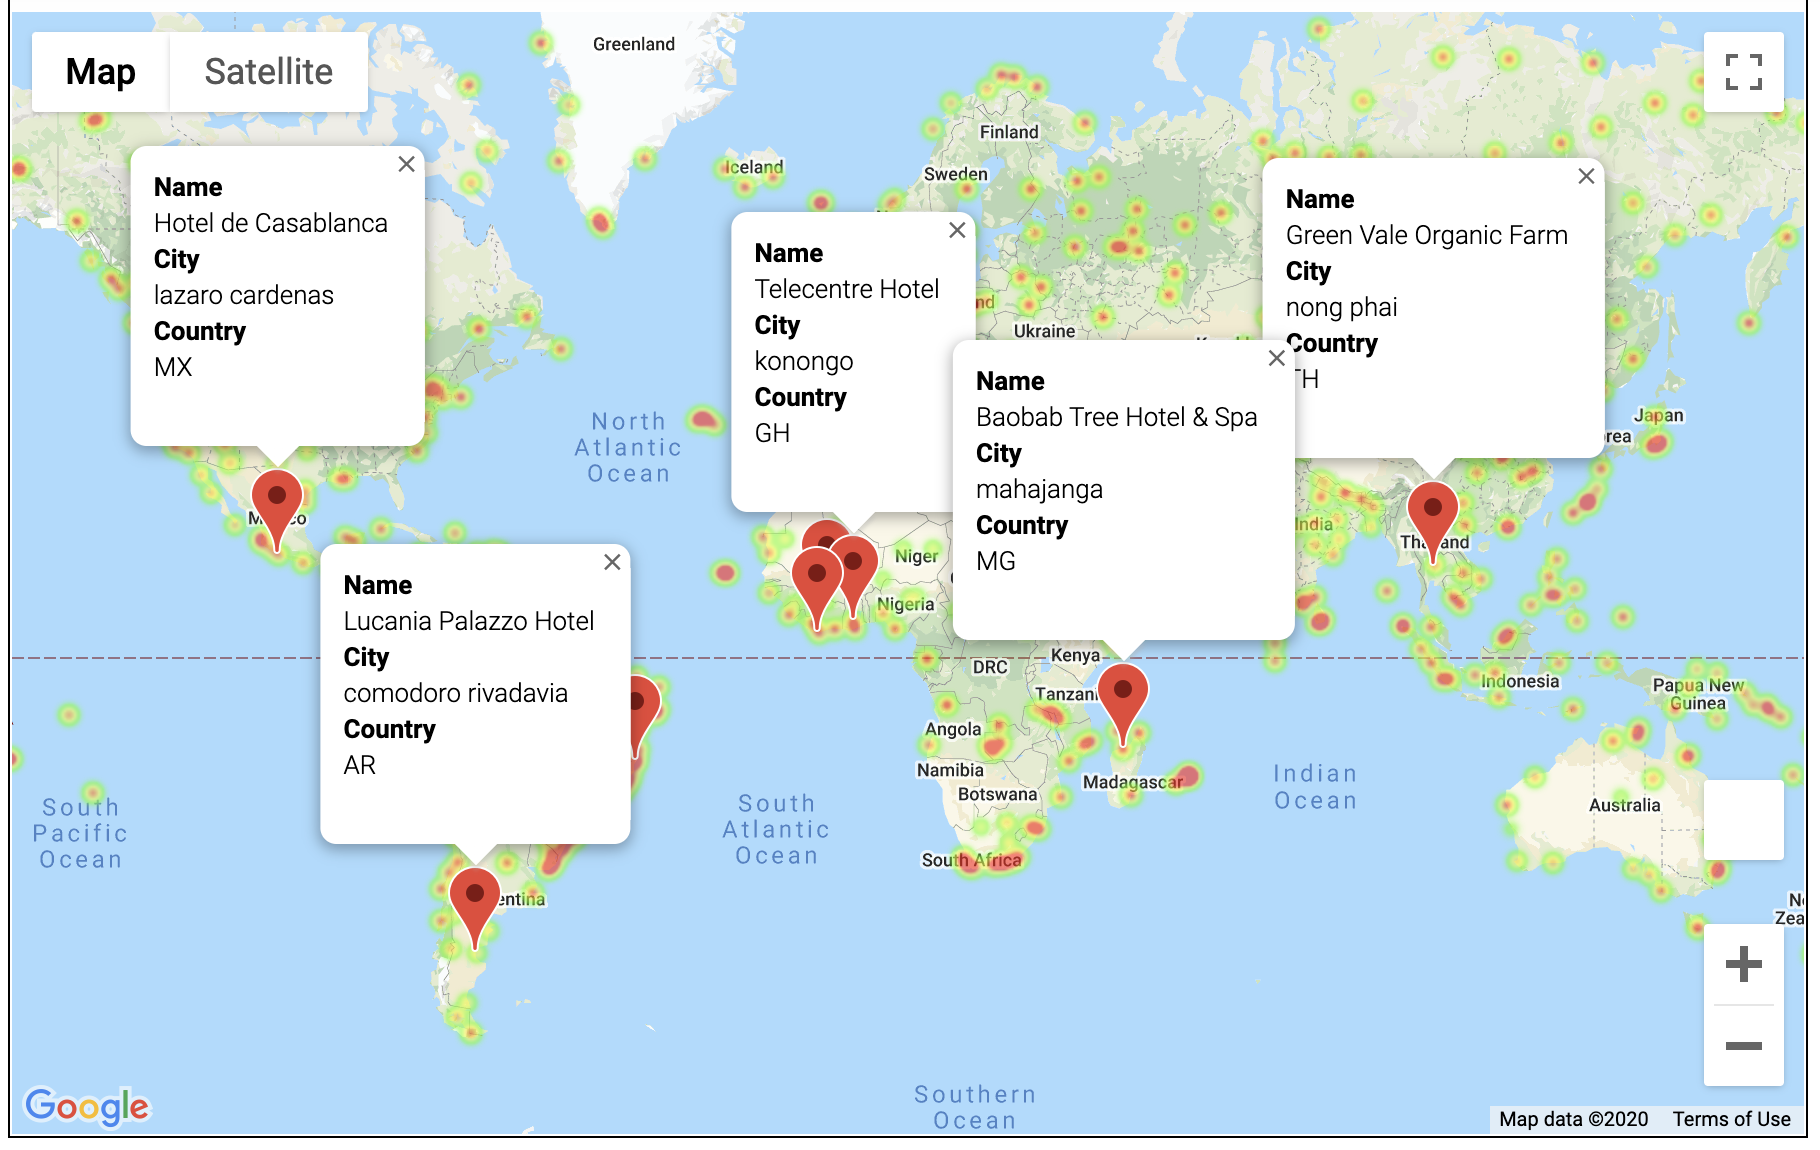 Map
Satellite
Greenland
Iceland
Finland
Sweden
Ukraine
Name
Hotel de Casablanca
City
lazaro cardenas
Country
MX
Name
Telecentre Hotel
City
konongo
Country
GH
Name
Green Vale Organic Farm
City
nong phai
Country
TH
Name
Baobab Tree Hotel & Spa
City
mahajanga
Country
MG
Name
Lucania Palazzo Hotel
City
comodoro rivadavia
Country
AR
North
Atlantic
Ocean
Japan
India
Thailand
Niger
Nigeria
DRC
Kenya
Indonesia
Papua New
Guinea
Angola
Namibia
Botswana
Madagascar
South Africa
Indian
Ocean
Australia
South
Pacific
Ocean
South
Atlantic
Ocean
Southern
Ocean
Google
Map data ©2020
Terms of Use